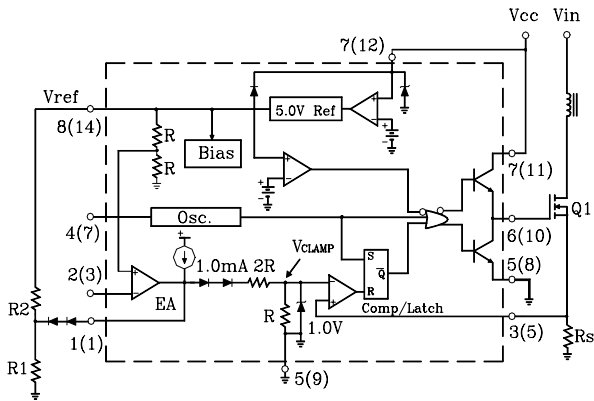 Vcc Vin
7(12)
Vref
8(14)
5.0V Ref
+
−
+
−
R
R
Bias
+
−
+
−
7(11)
Q1
Osc.
4(7)
6(10)
+
VCLAMP
S
Q
R
5(8)
2(3)
+
−
EA
1.0mA 2R
−
+
Comp/Latch
R2
R
1.0V
1(1)
3(5)
Rs
R1
5(9)